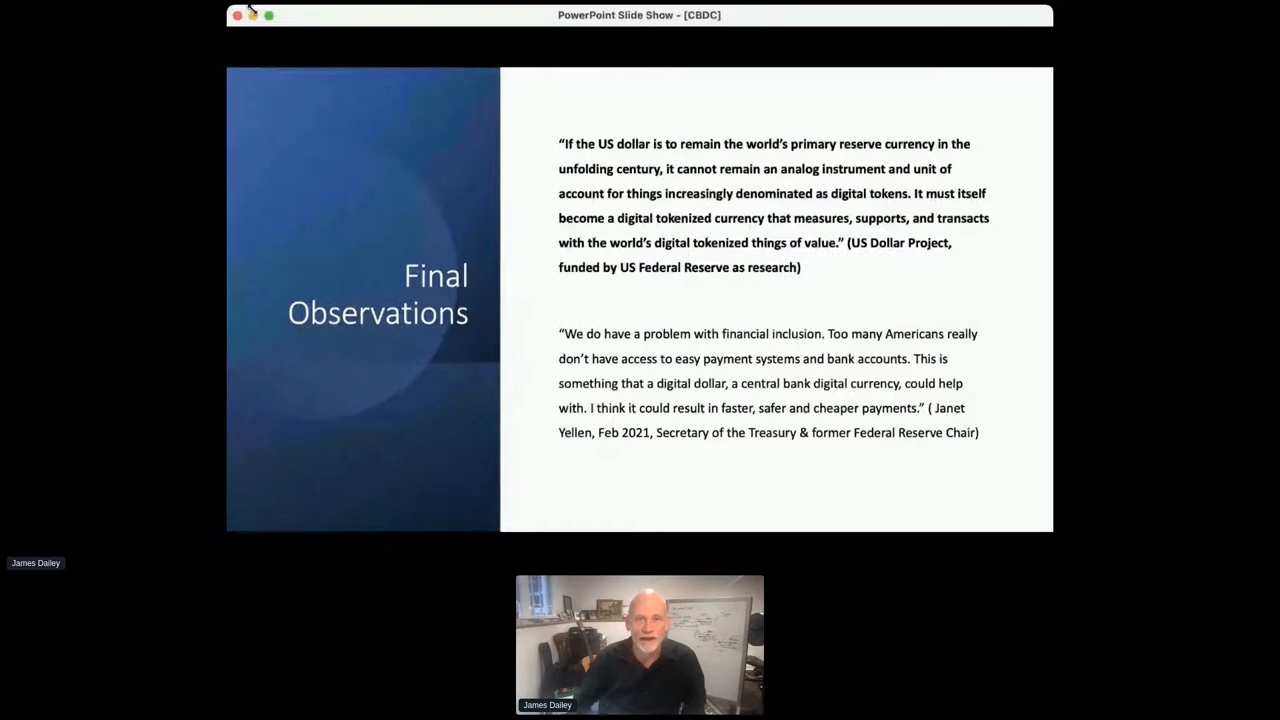 PowerPoint Slide Show - [CBDC]
Final
Observations
“If the US dollar is to remain the world’s primary reserve currency in the
unfolding century, it cannot remain an analog instrument and unit of
account for things increasingly denominated as digital tokens. It must itself
become a digital tokenized currency that measures, supports, and transacts
with the world’s digital tokenized things of value.” (US Dollar Project,
funded by US Federal Reserve as research)
“We do have a problem with financial inclusion. Too many Americans really
don’t have access to easy payment systems and bank accounts. This is
something that a digital dollar, a central bank digital currency, could help
with. I think it could result in faster, safer and cheaper payments.” ( Janet
Yellen, Feb 2021, Secretary of the Treasury & former Federal Reserve Chair)
James Dailey
James Dailey